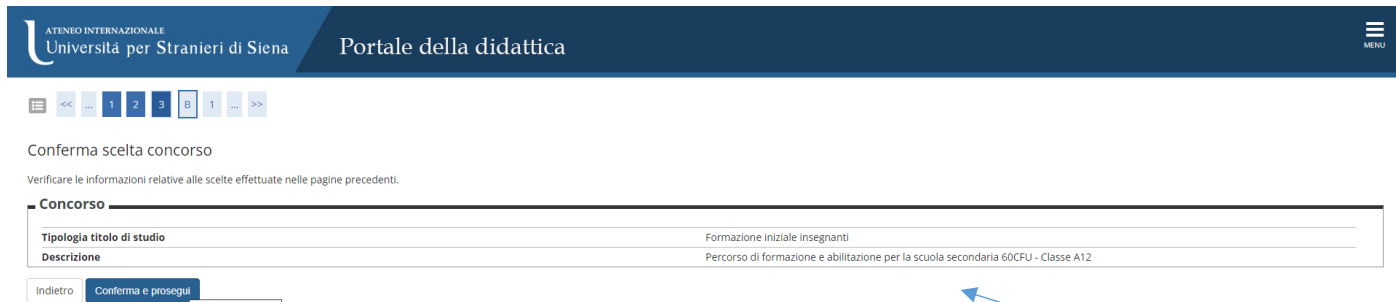 ATENEO INTERNAZIONALE
Università per Stranieri di Siena
Portale della didattica
MENU
<< ... 1 2 3 B 1 ... >>
Conferma scelta concorso
Verificare le informazioni relative alle scelte effettuate nelle pagine precedenti.
Concorso
Tipologia titolo di studio Formazione iniziale insegnanti
Descrizione Percorso di formazione e abilitazione per la scuola secondaria 60CFU - Classe A12
Indietro Conferma e prosegui